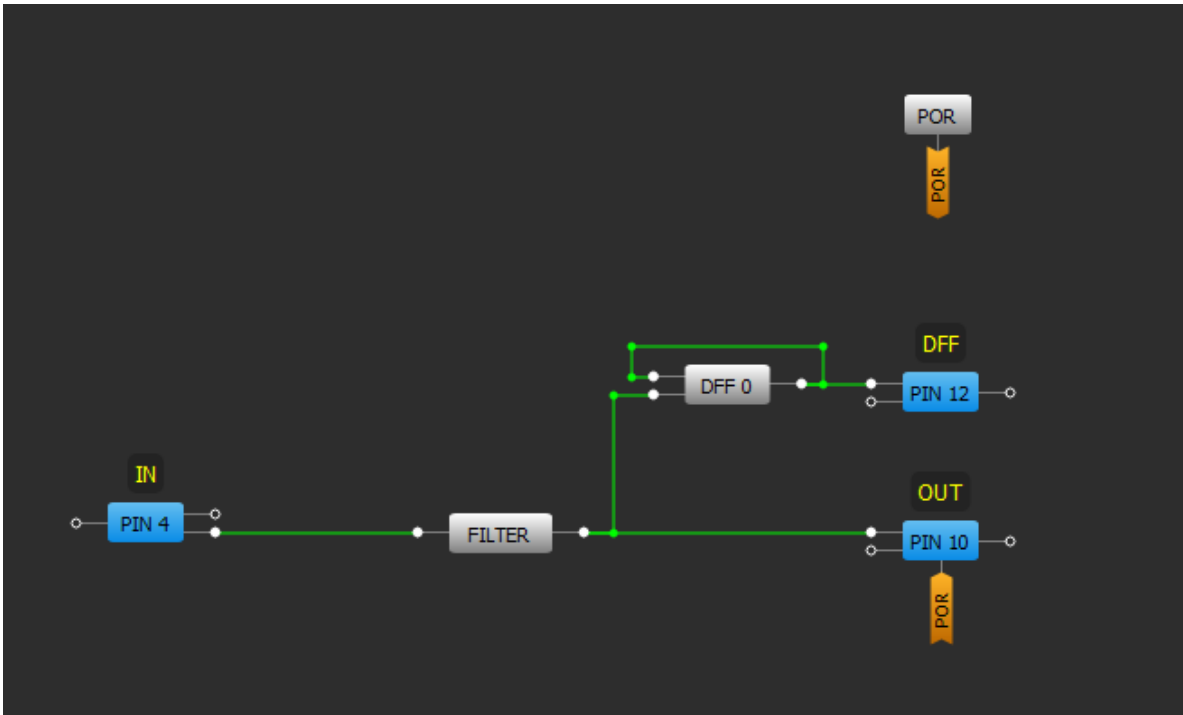 POR
POR
DFF
DFF 0
PIN 12
IN
OUT
PIN 4
FILTER
PIN 10
POR